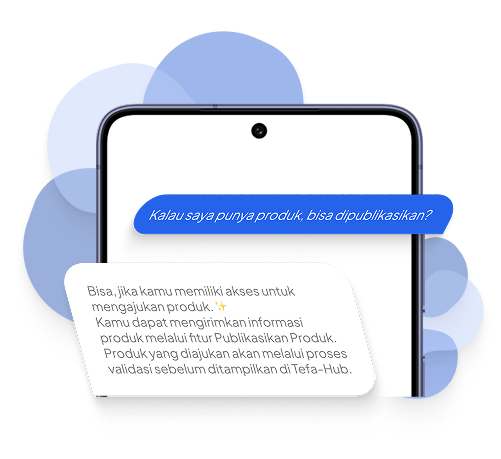 Kalau saya punya produk, bisa dipublikasikan?
Bisa, jika kamu memiliki akses untuk
mengajukan produk.✨
Kamu dapat mengirimkan informasi
produk melalui fitur Publikasikan Produk.
Produk yang diajukan akan melalui proses
validasi sebelum ditampilkan di Tefa-Hub.